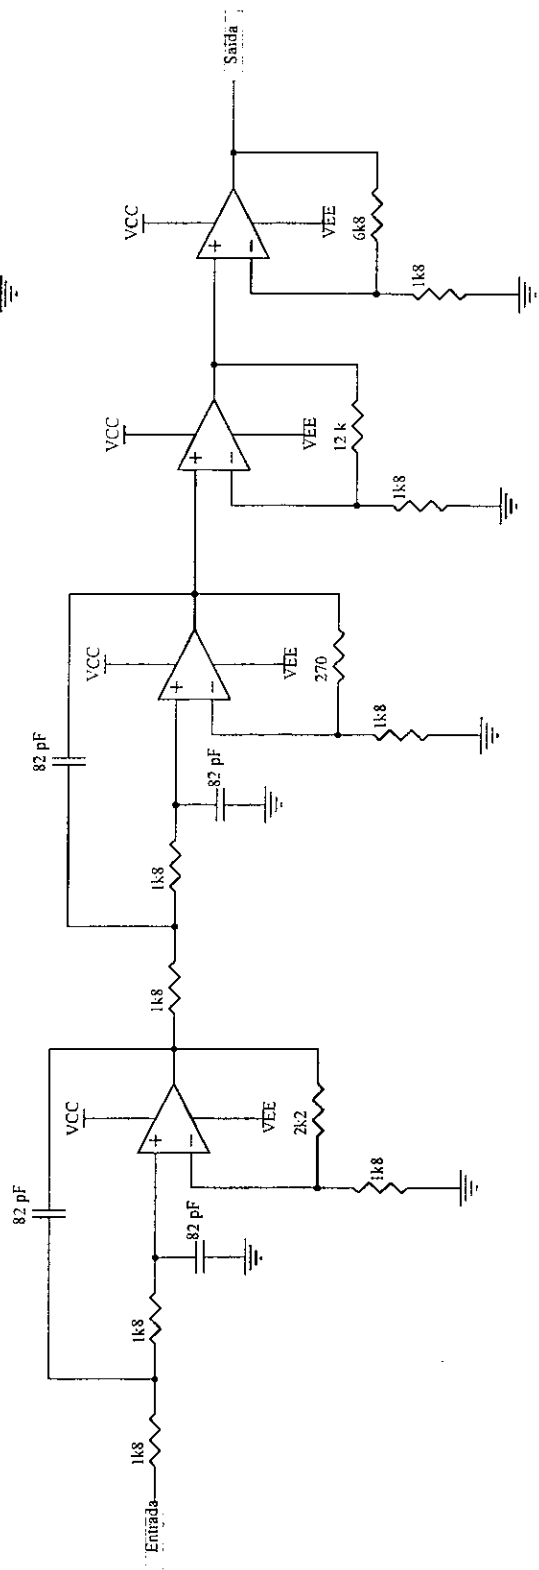 Entrada
1k8
1k8
82 pF
82 pF
VCC
VEE
2k2
1k8
1k8
1k8
82 pF
82 pF
VCC
VEE
270
1k8
VCC
VEE
12 k
1k8
VCC
VEE
6k8
1k8
Saída